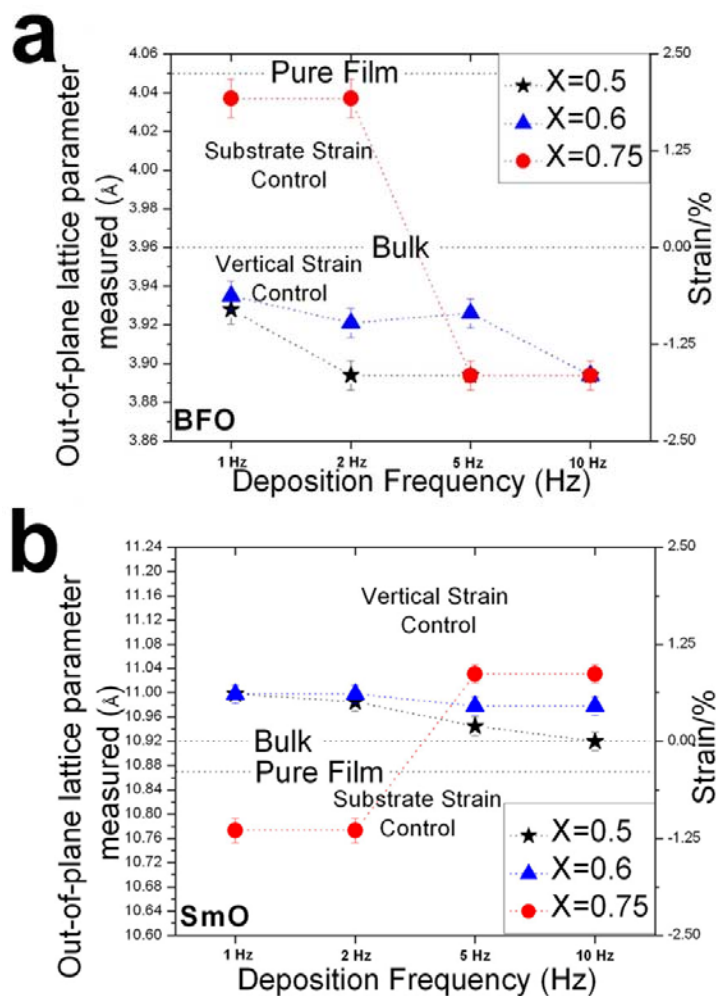 a
Out-of-plane lattice parameter
measured (Å)
4.06
4.04
4.02
4.00
3.98
3.96
3.94
3.92
3.90
3.88
3.86
Pure Film
Substrate Strain
Control
Bulk
Vertical Strain
Control
BFO
X=0.5
X=0.6
X=0.75
2.50
1.25
0.00
-1.25
-2.50
Strain/%
1 Hz 2 Hz 5 Hz 10 Hz
Deposition Frequency (Hz)
b
Out-of-plane lattice parameter
measured (Å)
11.24
11.20
11.16
11.12
11.08
11.04
11.00
10.96
10.92
10.88
10.84
10.80
10.76
10.72
10.68
10.64
10.60
Vertical Strain
Control
Bulk
Pure Film
Substrate Strain
Control
SmO
X=0.5
X=0.6
X=0.75
2.50
1.25
0.00
-1.25
-2.50
Strain/%
1 Hz 2 Hz 5 Hz 10 Hz
Deposition Frequency (Hz)